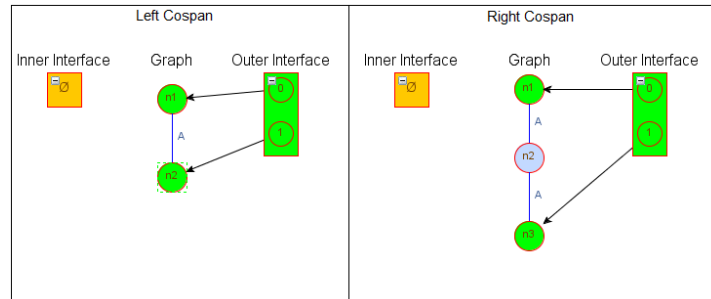 Left Cospan
Inner Interface Graph Outer Interface
Ø
n1
0
A
1
n2
Right Cospan
Inner Interface Graph Outer Interface
Ø
n1
0
A
1
n2
A
n3